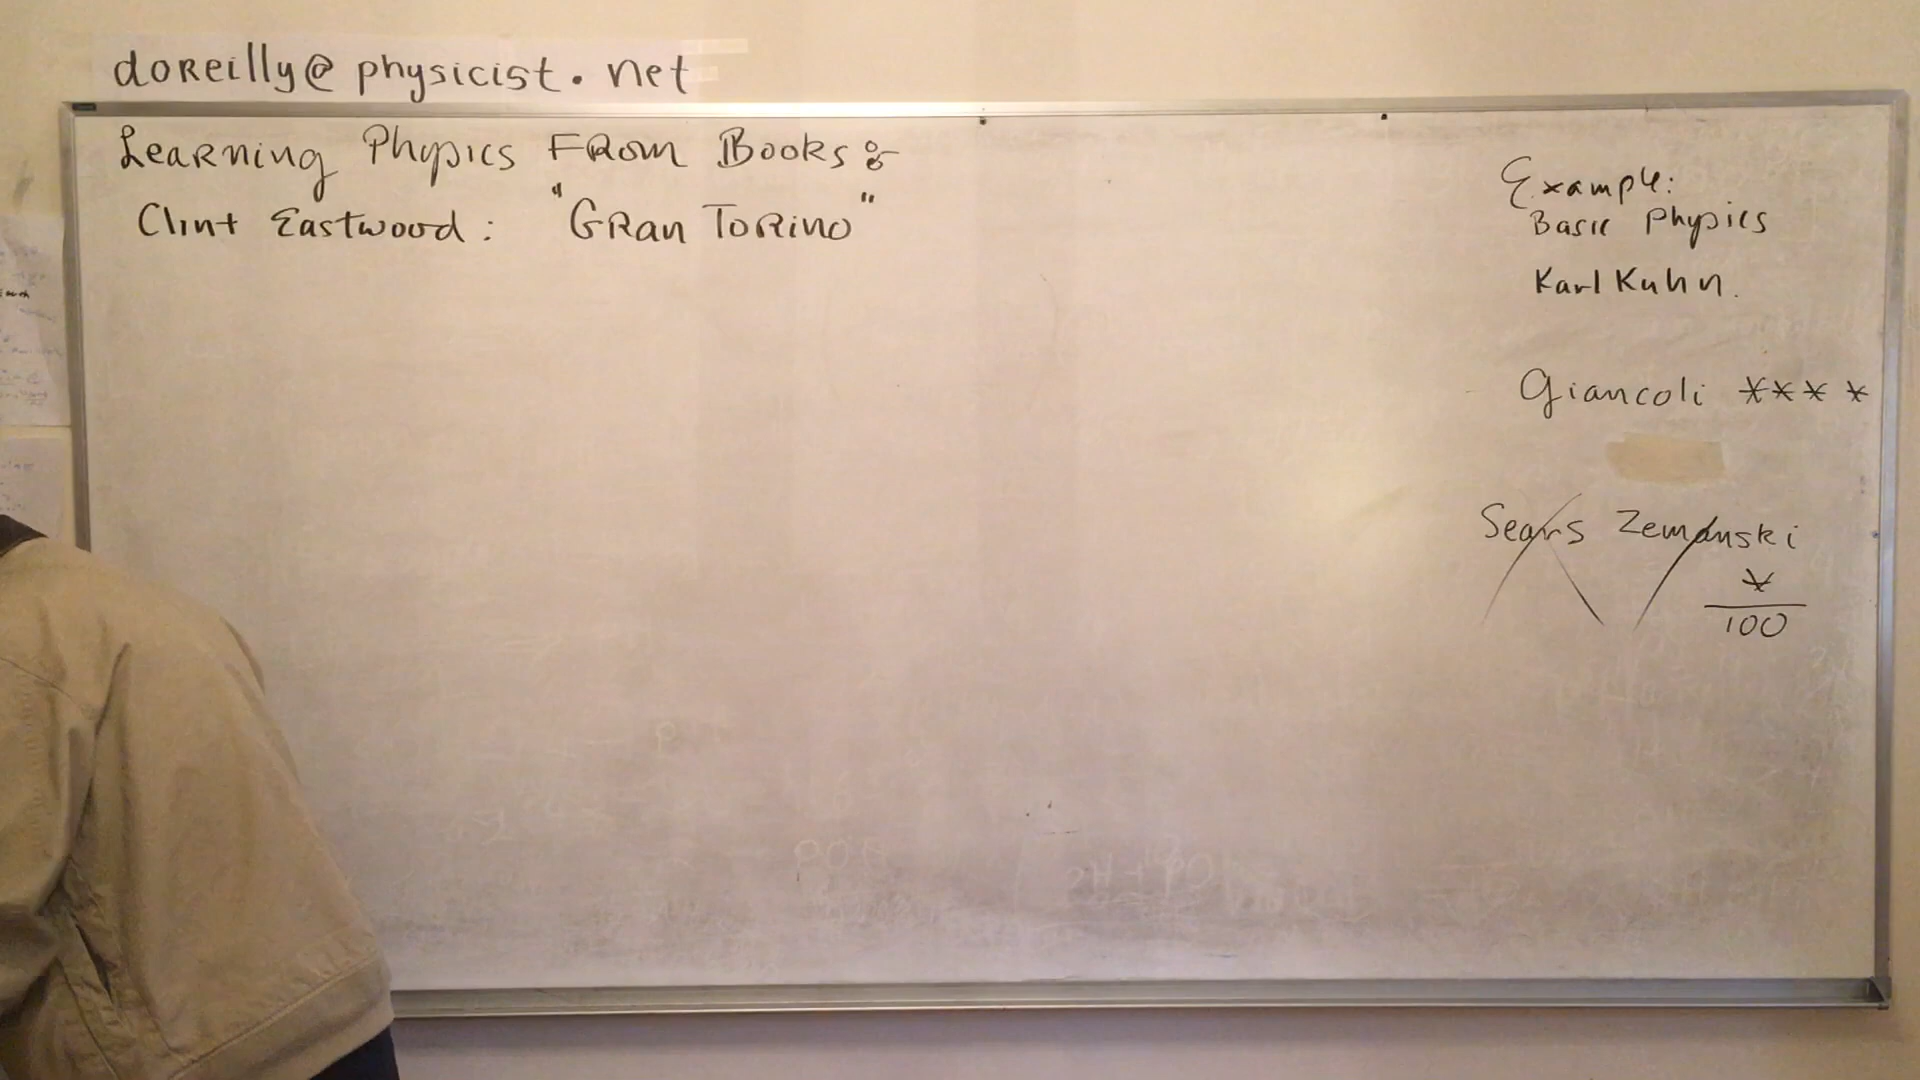 doreilly@physicist.net
Learning Physics From Books:
Clint Eastwood: "Gran Torino"
Example:
Basic Physics
Karl Kuhn.
Giancoli ****
Sears Zemanski
*
100